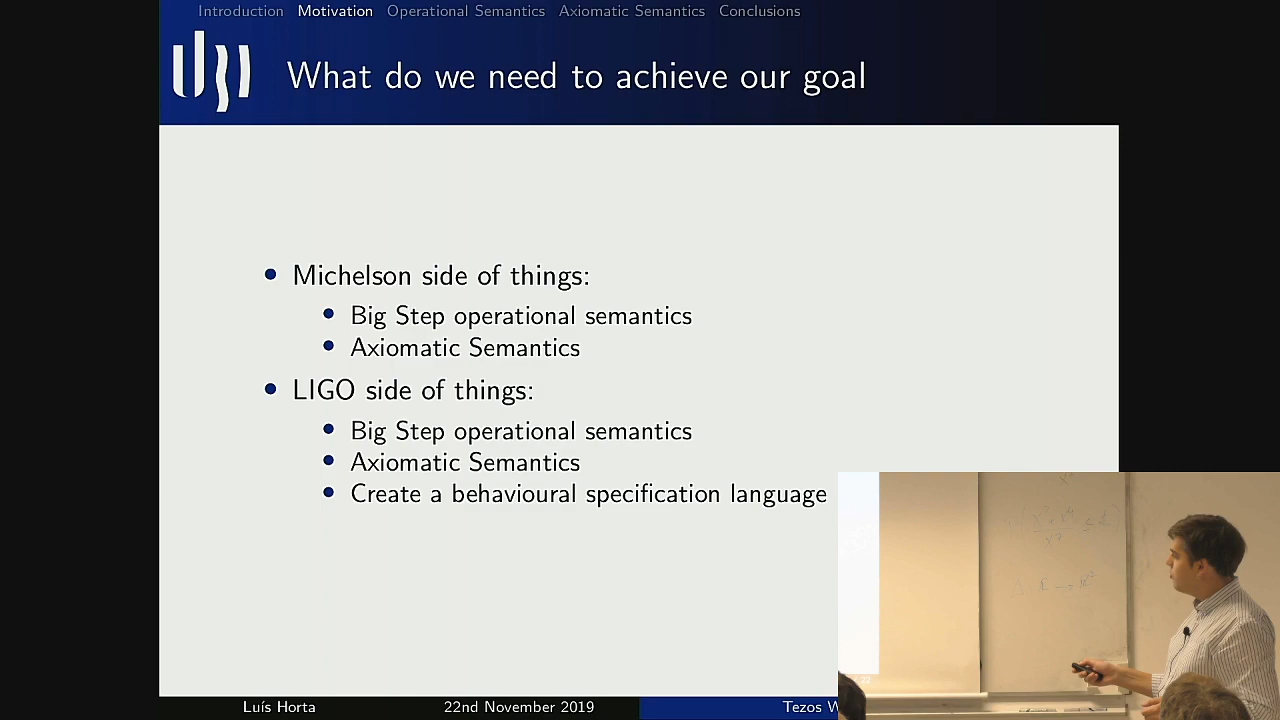 Introduction Motivation Operational Semantics Axiomatic Semantics Conclusions
What do we need to achieve our goal
Michelson side of things:
Big Step operational semantics
Axiomatic Semantics
LIGO side of things:
Big Step operational semantics
Axiomatic Semantics
Create a behavioural specification language
Luís Horta 22nd November 2019 Tezos